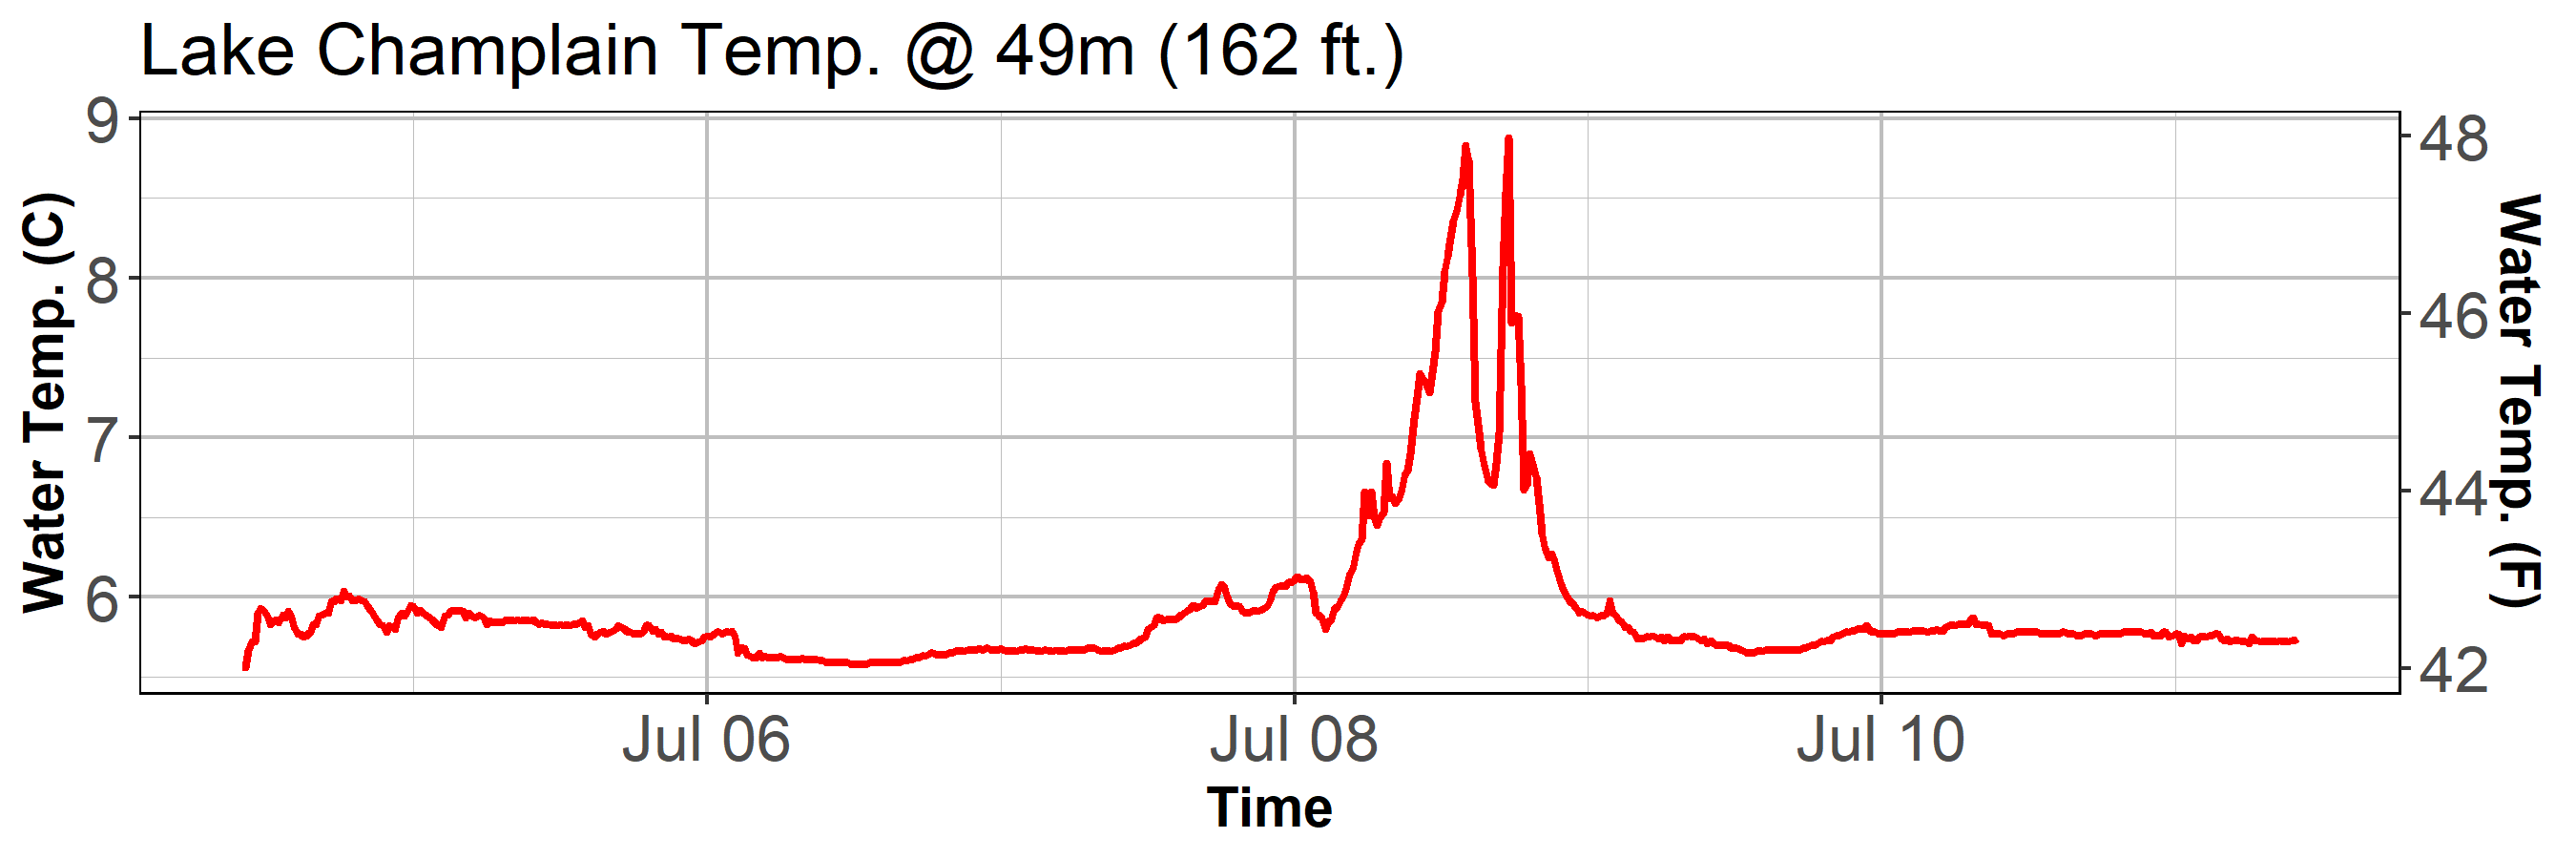 Lake Champlain Temp. @ 49m (162 ft.)
9
8
7
6
Water Temp. (C)
48
46
44
42
Water Temp. (F)
Jul 06 Jul 08 Jul 10
Time